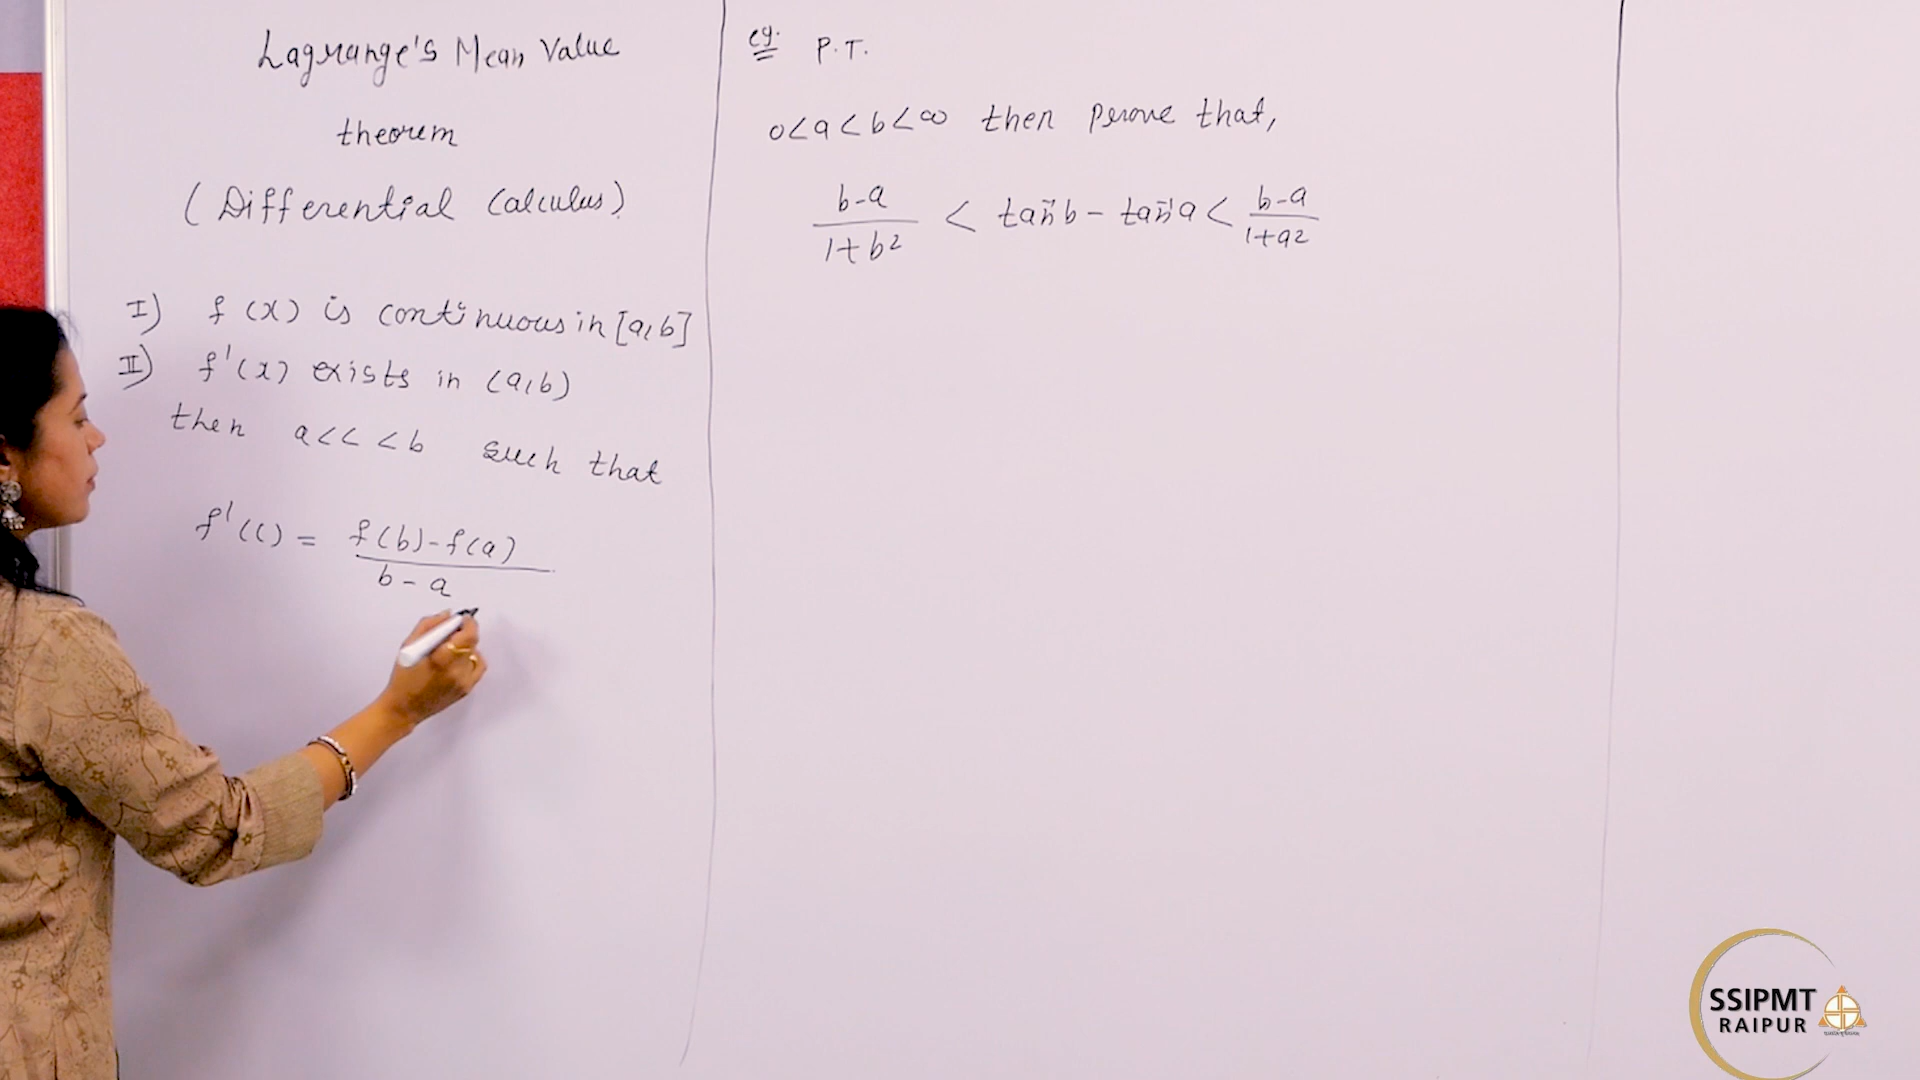 Lagrange's Mean Value
theorem
(Differential Calculus)
I) f(x) is continuous in [a,b]
II) f'(x) exists in (a,b)
then a<c<b such that
f'(c) = f(b)-f(a)
b-a
eg. P.T.
0<a<b<∞ then prove that,
b-a / 1+b² < tan⁻¹b - tan⁻¹a < b-a / 1+a²
SSIPMT
RAIPUR